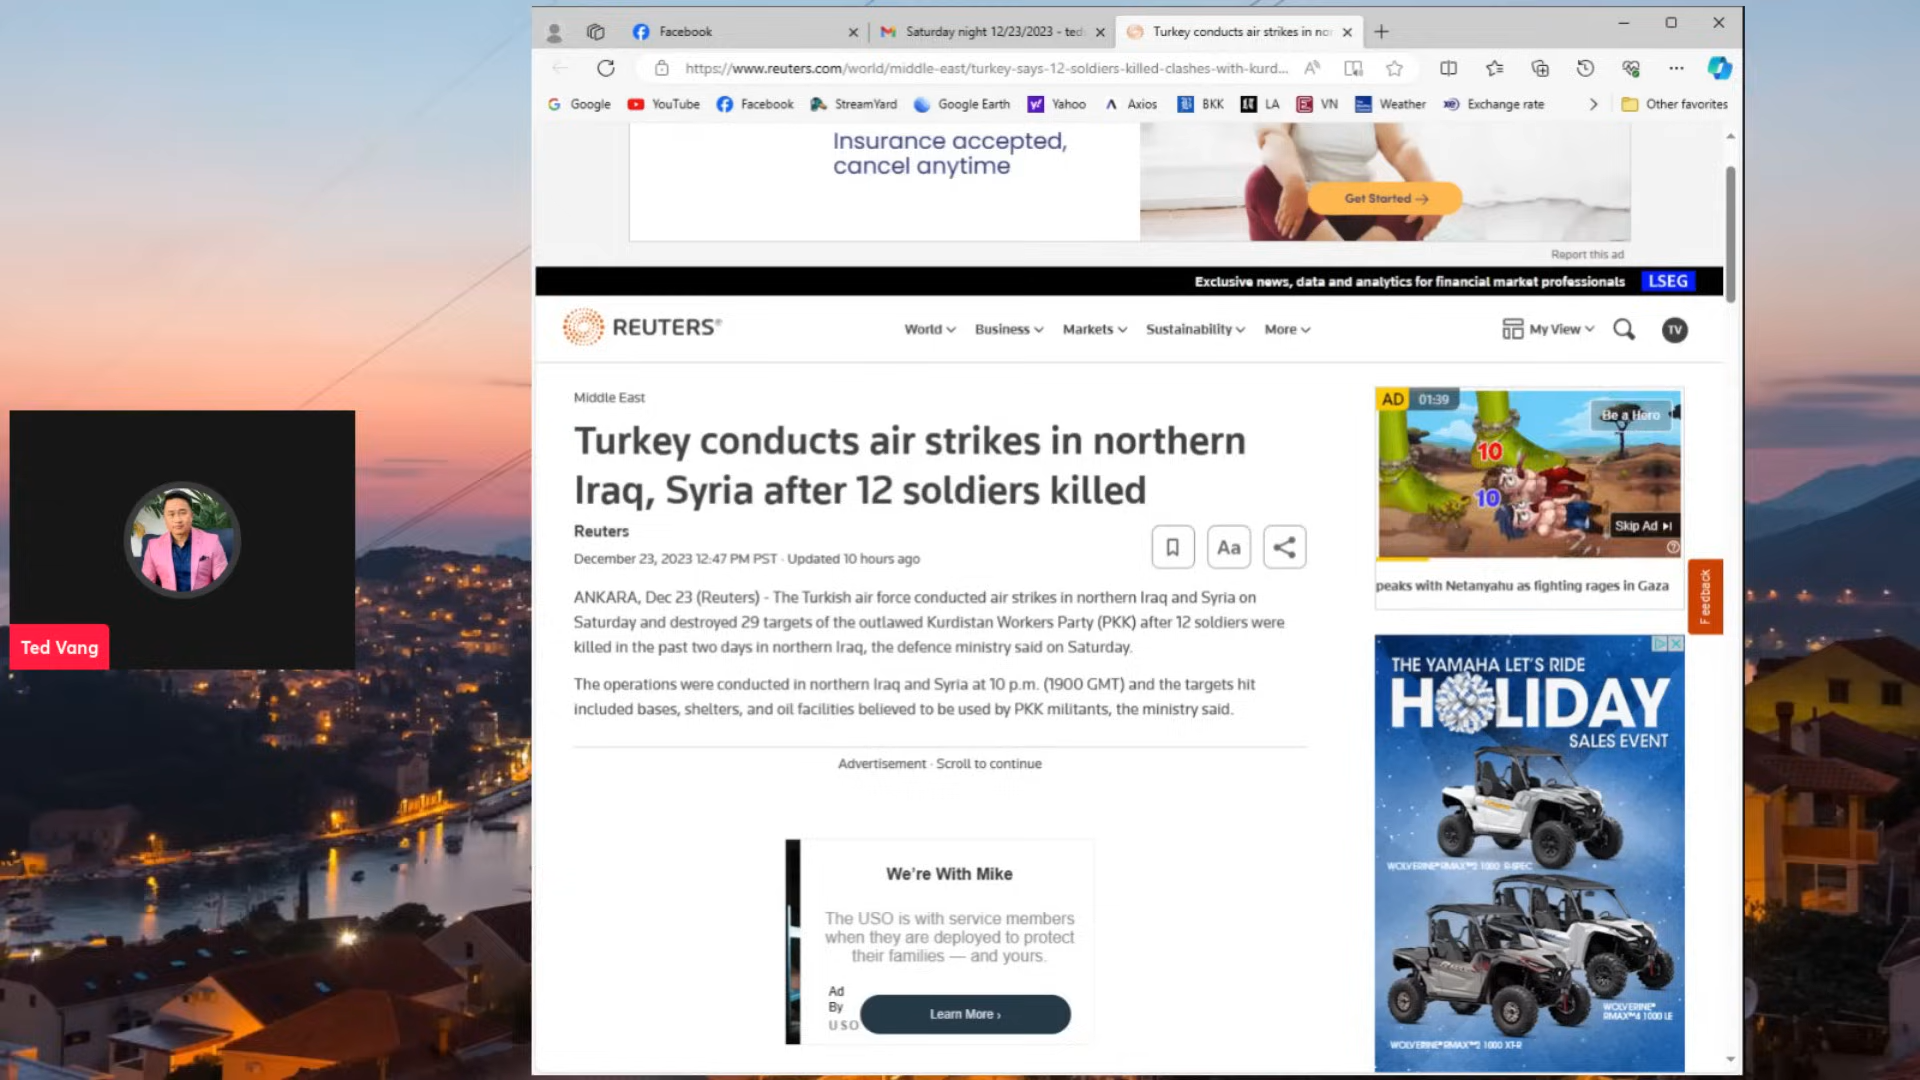 Facebook
Saturday night 12/23/2023 - ted
Turkey conducts air strikes in nor
https://www.reuters.com/world/middle-east/turkey-says-12-soldiers-killed-clashes-with-kurd...
Google YouTube Facebook StreamYard Google Earth Yahoo Axios BKK LA VN Weather Exchange rate Other favorites
Insurance accepted,
cancel anytime
Get Started →
Report this ad
Exclusive news, data and analytics for financial market professionals LSEG
REUTERS®
World Business Markets Sustainability More
My View
TV
Middle East
Turkey conducts air strikes in northern
Iraq, Syria after 12 soldiers killed
Reuters
December 23, 2023 12:47 PM PST · Updated 10 hours ago
Aa
ANKARA, Dec 23 (Reuters) - The Turkish air force conducted air strikes in northern Iraq and Syria on
Saturday and destroyed 29 targets of the outlawed Kurdistan Workers Party (PKK) after 12 soldiers were
killed in the past two days in northern Iraq, the defence ministry said on Saturday.
The operations were conducted in northern Iraq and Syria at 10 p.m. (1900 GMT) and the targets hit
included bases, shelters, and oil facilities believed to be used by PKK militants, the ministry said.
Advertisement · Scroll to continue
We're With Mike
The USO is with service members
when they are deployed to protect
their families — and yours.
Ad
By
USO
Learn More ›
AD 01:39
Be a Hero
10
10
Skip Ad
peaks with Netanyahu as fighting rages in Gaza
Feedback
THE YAMAHA LET'S RIDE
HOLIDAY
SALES EVENT
WOLVERINE® RMAX™2 1000 R-SPEC
WOLVERINE®
RMAX™4 1000 LE
WOLVERINE® RMAX™2 1000 XT-R
Ted Vang